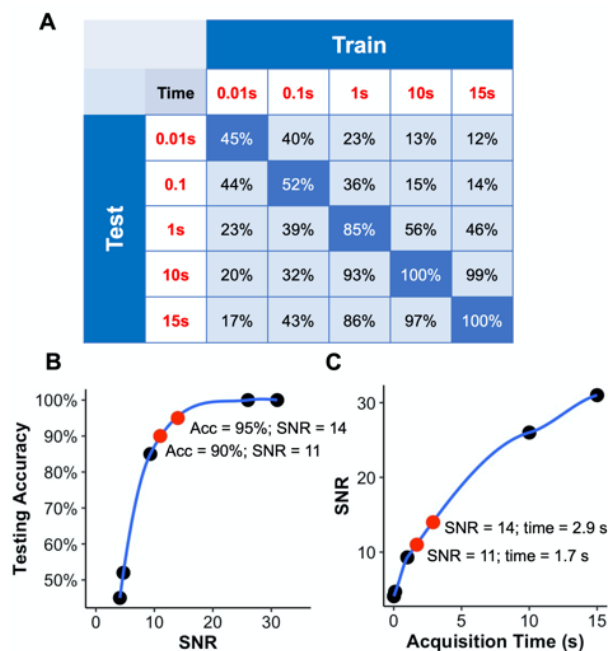 A
Train
Time 0.01s 0.1s 1s 10s 15s
Test
0.01s 45% 40% 23% 13% 12%
0.1 44% 52% 36% 15% 14%
1s 23% 39% 85% 56% 46%
10s 20% 32% 93% 100% 99%
15s 17% 43% 86% 97% 100%
B
Testing Accuracy
100%
90%
80%
70%
60%
50%
Acc = 95%; SNR = 14
Acc = 90%; SNR = 11
0 10 20 30
SNR
C
SNR
30
20
10
SNR = 14; time = 2.9 s
SNR = 11; time = 1.7 s
0 5 10 15
Acquisition Time (s)